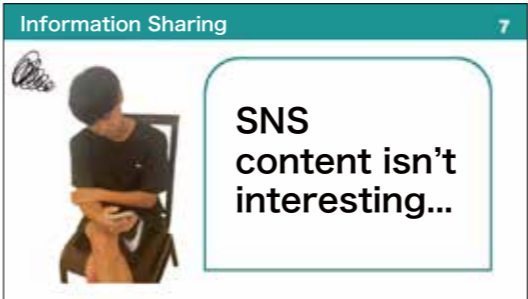 Information Sharing
7
SNS
content isn’t
interesting...